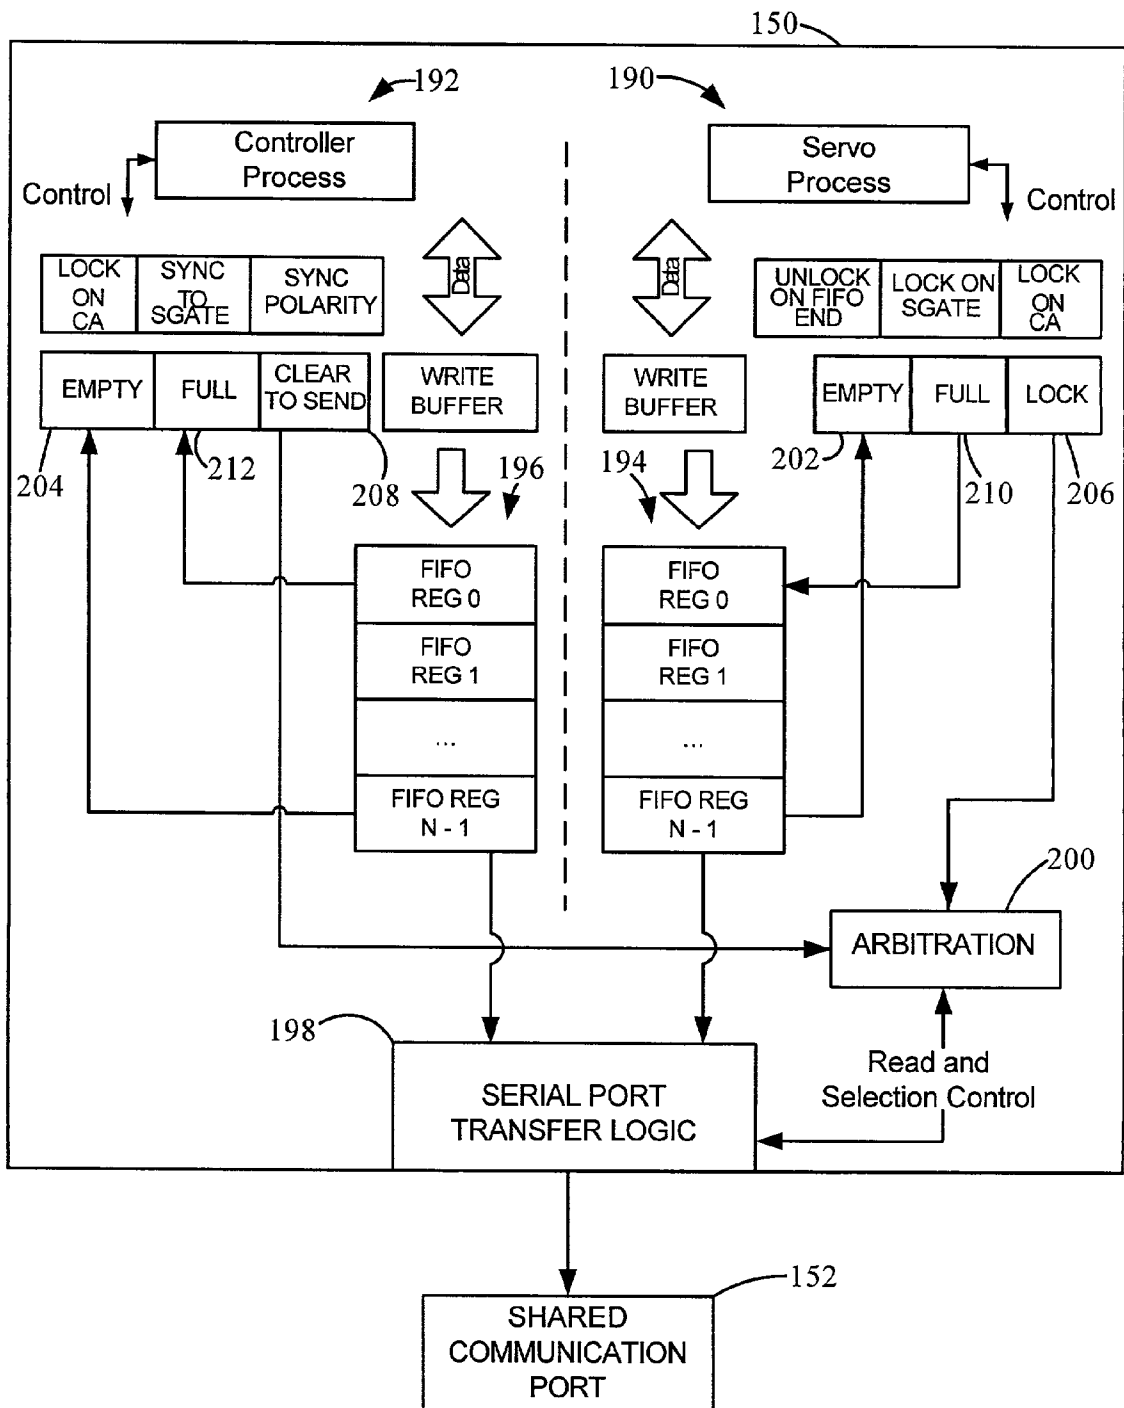 150
192
190
Controller
Process
Servo
Process
Control
Control
LOCK
ON
CA
SYNC
TO
SGATE
SYNC
POLARITY
Data
Data
UNLOCK
ON FIFO
END
LOCK ON
SGATE
LOCK
ON
CA
EMPTY
FULL
CLEAR
TO SEND
WRITE
BUFFER
WRITE
BUFFER
EMPTY
FULL
LOCK
204
212
208
196
194
202
210
206
FIFO
REG 0
FIFO
REG 1
...
FIFO REG
N - 1
FIFO
REG 0
FIFO
REG 1
...
FIFO REG
N - 1
200
ARBITRATION
198
SERIAL PORT
TRANSFER LOGIC
Read and
Selection Control
152
SHARED
COMMUNICATION
PORT